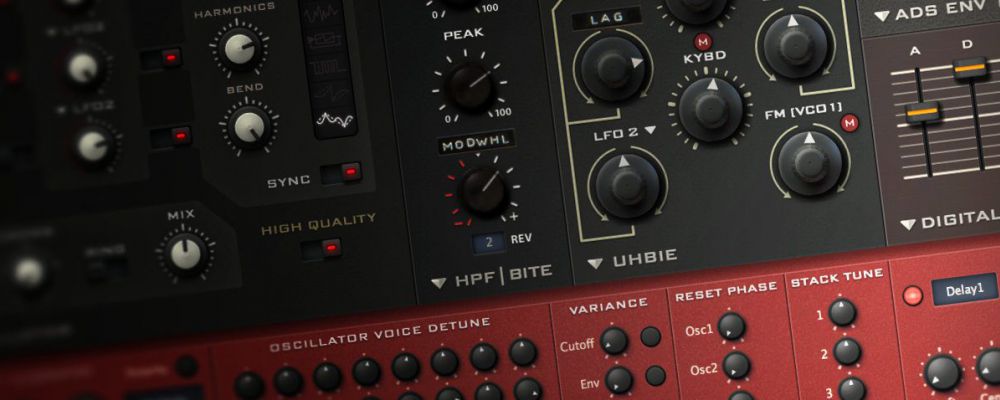 HARMONICS
LFO2
BEND
SYNC
MIX
HIGH QUALITY
0
100
PEAK
0
100
MODWHL
+
2
REV
HPF|BITE
LAG
M
KYBD
LFO 2
FM [VCO1]
M
UHBIE
ADS ENV
A
D
DIGITAL
OSCILLATOR VOICE DETUNE
VARIANCE
Cutoff
Env
RESET PHASE
Osc1
Osc2
STACK TUNE
1
2
3
Delay1